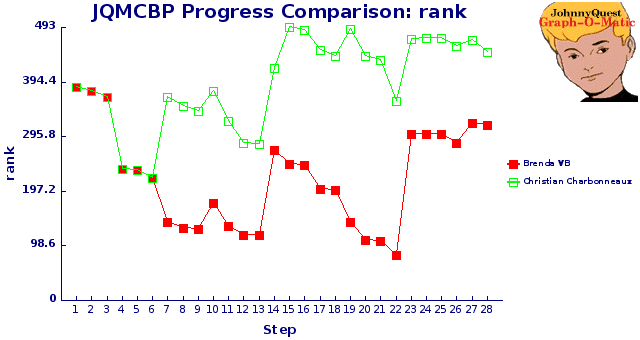 JQMCBP Progress Comparison: rank
JohnnyQuest
Graph-O-Matic
493
394.4
295.8
197.2
98.6
0
rank
1 2 3 4 5 6 7 8 9 10 11 12 13 14 15 16 17 18 19 20 21 22 23 24 25 26 27 28
Step
Brenda WB
Christian Charbonneaux